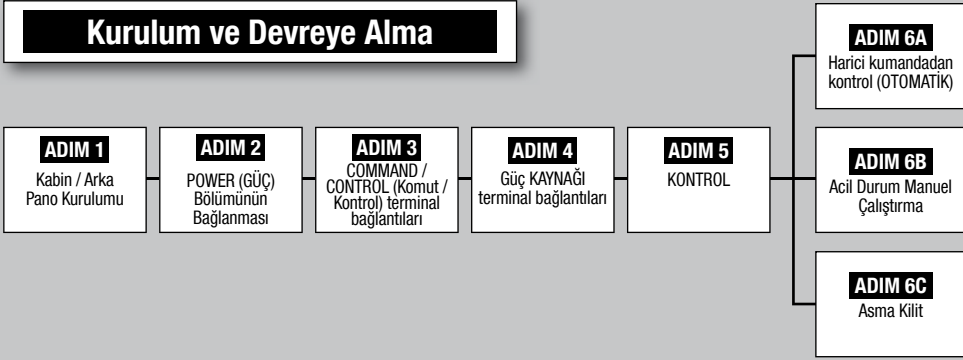 Kurulum ve Devreye Alma
ADIM 1
Kabin / Arka
Pano Kurulumu
ADIM 2
POWER (GÜÇ)
Bölümünün
Bağlanması
ADIM 3
COMMAND /
CONTROL (Komut /
Kontrol) terminal
bağlantıları
ADIM 4
Güç KAYNAĞI
terminal bağlantıları
ADIM 5
KONTROL
ADIM 6A
Harici kumandadan
kontrol (OTOMATİK)
ADIM 6B
Acil Durum Manuel
Çalıştırma
ADIM 6C
Asma Kilit